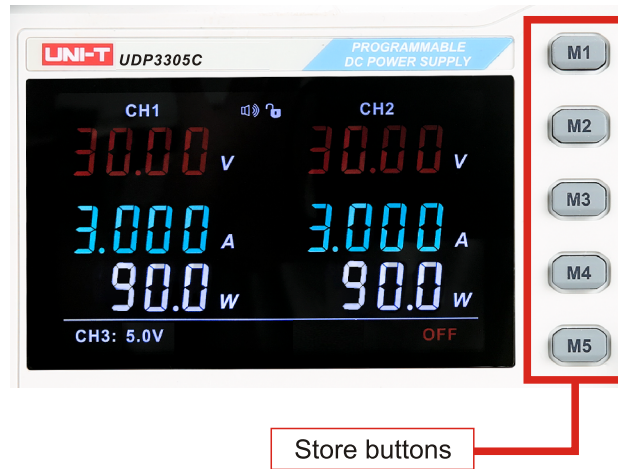 UNI-T UDP3305C
PROGRAMMABLE
DC POWER SUPPLY
CH1 CH2
30.00 V 30.00 V
3.000 A 3.000 A
90.0 W 90.0 W
CH3: 5.0V OFF
M1
M2
M3
M4
M5
Store buttons